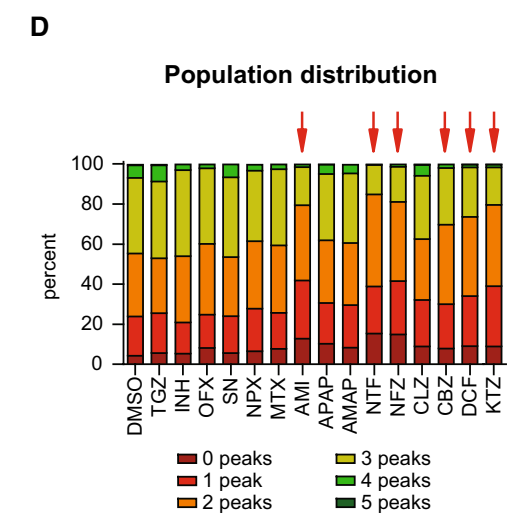 D
Population distribution
percent
100
80
60
40
20
0
DMSO
TGZ
INH
OFX
SN
NPX
MTX
AMI
APAP
AMAP
NTF
NFZ
CLZ
CBZ
DCF
KTZ
0 peaks
1 peak
2 peaks
3 peaks
4 peaks
5 peaks